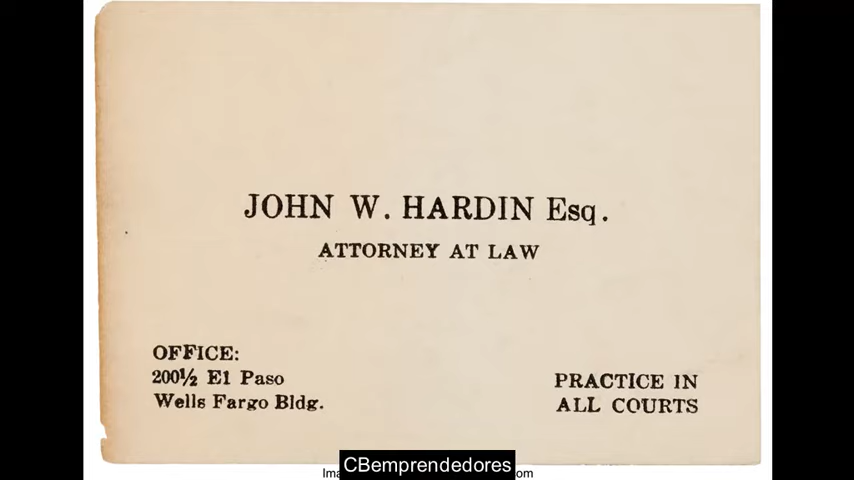 JOHN W. HARDIN Esq.
ATTORNEY AT LAW
OFFICE:
200½ El Paso
Wells Fargo Bldg.
PRACTICE IN
ALL COURTS
CBemprendedores